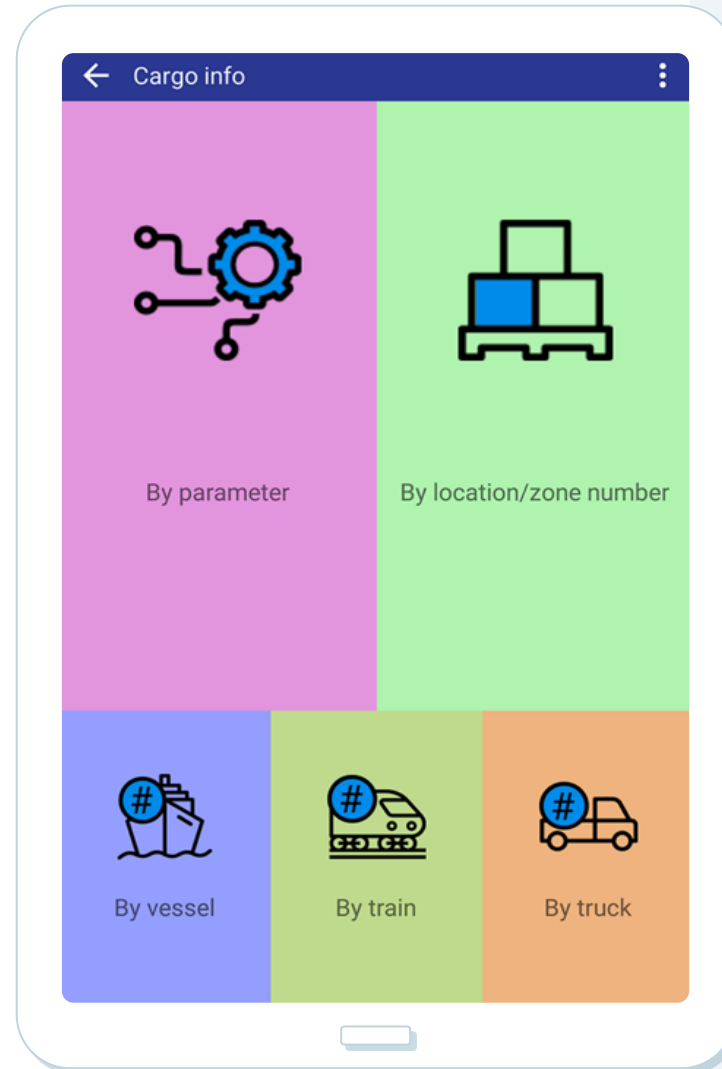 Cargo info
By parameter
By location/zone number
#
#
#
By vessel
By train
By truck